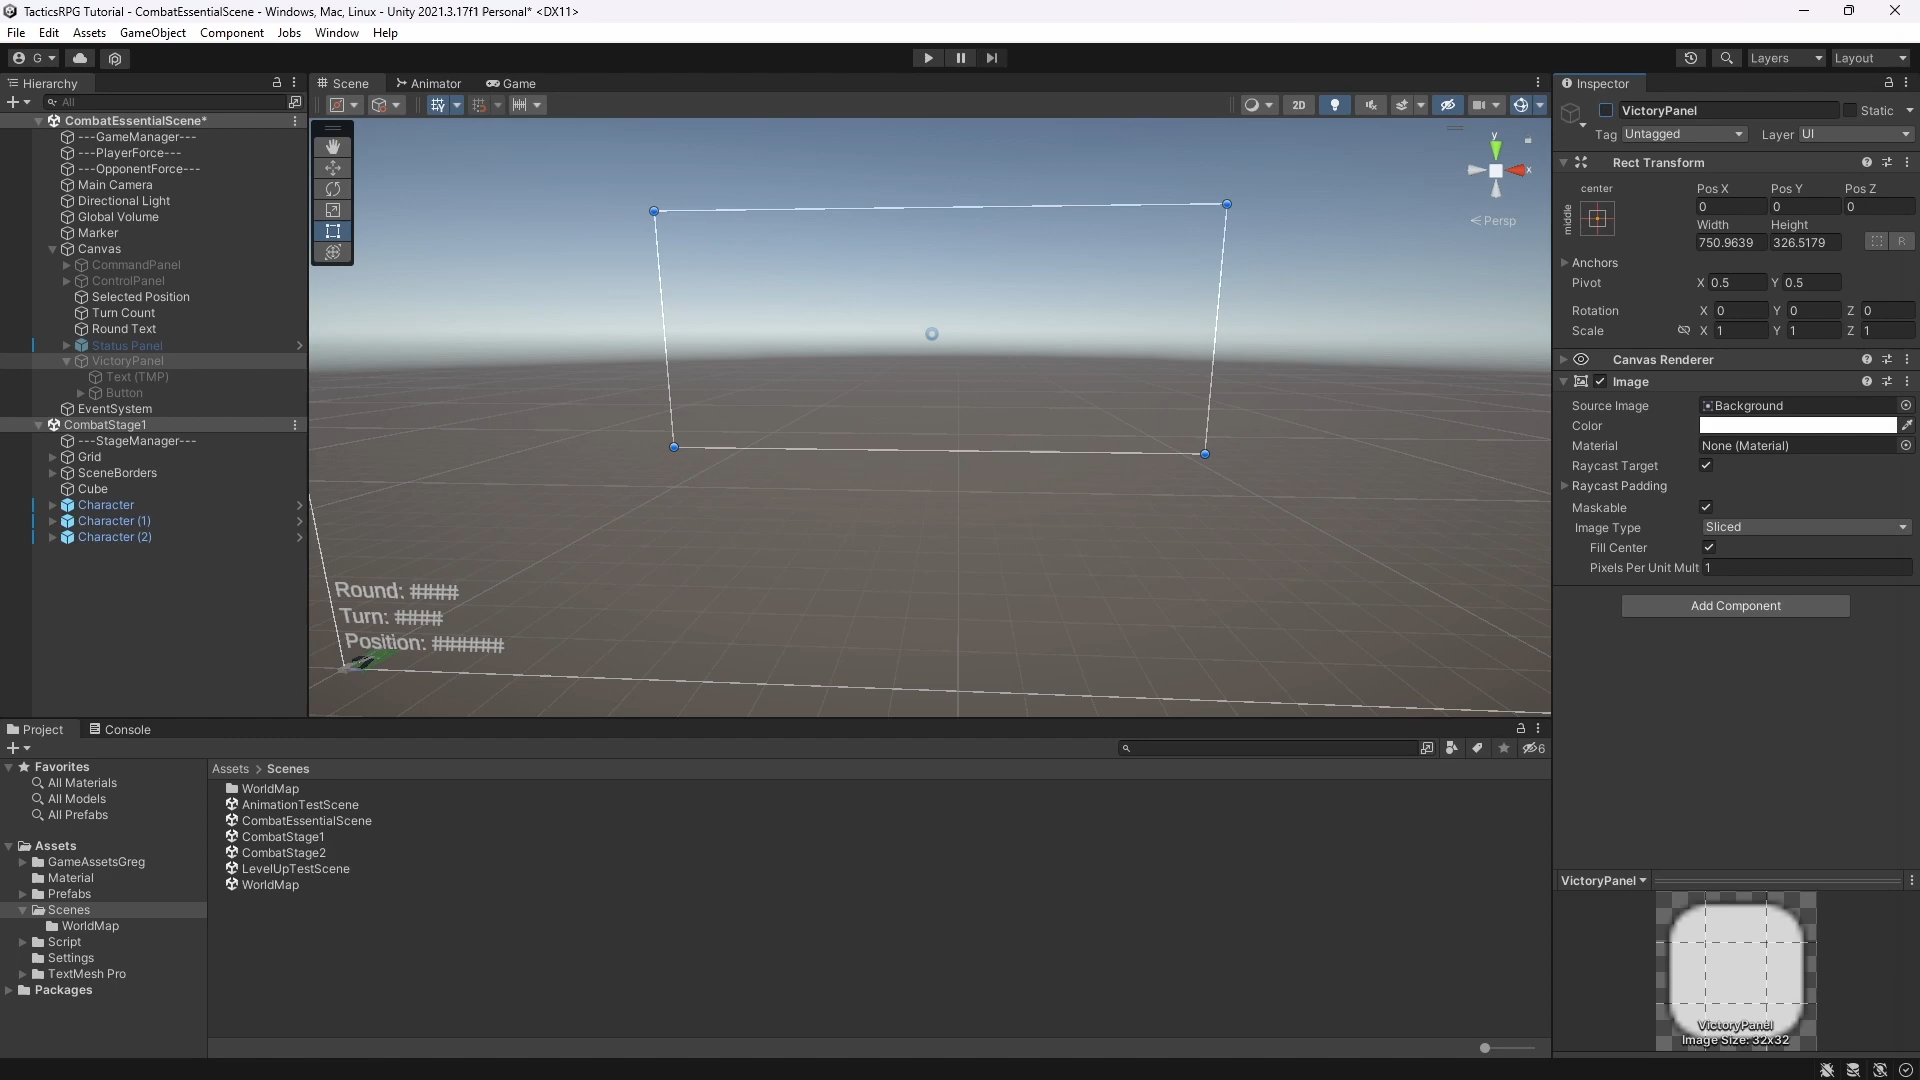 TacticsRPG Tutorial - CombatEssentialScene - Windows, Mac, Linux - Unity 2021.3.17f1 Personal* <DX11>
File Edit Assets GameObject Component Jobs Window Help
G Layers Layout
Hierarchy
All
CombatEssentialScene*
---GameManager---
---PlayerForce---
---OpponentForce---
Main Camera
Directional Light
Global Volume
Marker
Canvas
CommandPanel
ControlPanel
Selected Position
Turn Count
Round Text
Status Panel
VictoryPanel
Text (TMP)
Button
EventSystem
CombatStage1
---StageManager---
Grid
SceneBorders
Cube
Character
Character (1)
Character (2)
Scene Animator Game
2D
y
x
Persp
Round: ####
Turn: ####
Position: ######
Inspector
VictoryPanel Static
Tag Untagged Layer UI
Rect Transform
center Pos X Pos Y Pos Z
middle 0 0 0
Width Height
750.9639 326.5179 R
Anchors
Pivot X 0.5 Y 0.5
Rotation X 0 Y 0 Z 0
Scale X 1 Y 1 Z 1
Canvas Renderer
Image
Source Image Background
Color
Material None (Material)
Raycast Target
Raycast Padding
Maskable
Image Type Sliced
Fill Center
Pixels Per Unit Mult 1
Add Component
VictoryPanel
VictoryPanel
Image Size: 32x32
Project Console
6
Favorites
All Materials
All Models
All Prefabs
Assets
GameAssetsGreg
Material
Prefabs
Scenes
WorldMap
Script
Settings
TextMesh Pro
Packages
Assets > Scenes
WorldMap
AnimationTestScene
CombatEssentialScene
CombatStage1
CombatStage2
LevelUpTestScene
WorldMap